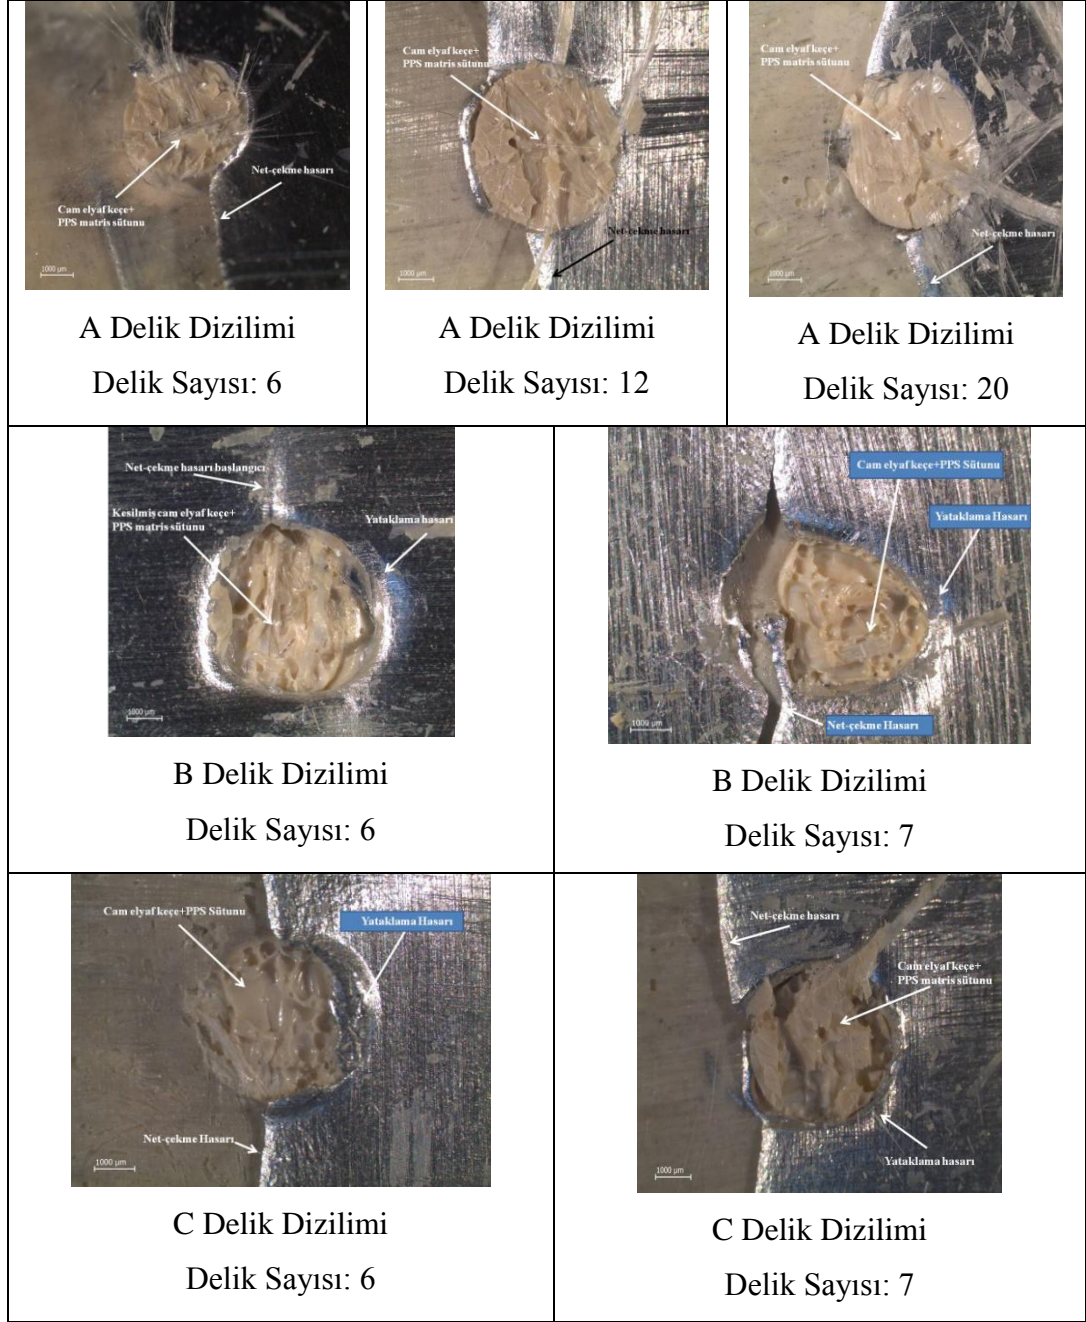 Cam elyaf keçe+
PPS matris sütunu
Net-çekme hasarı
1000 µm
A Delik Dizilimi
Delik Sayısı: 6
Cam elyaf keçe+
PPS matris sütunu
Net-çekme hasarı
1000 µm
A Delik Dizilimi
Delik Sayısı: 12
Cam elyaf keçe+
PPS matris sütunu
Net-çekme hasarı
1000 µm
A Delik Dizilimi
Delik Sayısı: 20
Net-çekme hasarı başlangıcı
Kesilmiş cam elyaf keçe+
PPS matris sütunu
Yataklama hasarı
1000 µm
B Delik Dizilimi
Delik Sayısı: 6
Cam elyaf keçe+PPS Sütunu
Yataklama Hasarı
Net-çekme Hasarı
1000 µm
B Delik Dizilimi
Delik Sayısı: 7
Cam elyaf keçe+PPS Sütunu
Yataklama Hasarı
Net-çekme Hasarı
1000 µm
C Delik Dizilimi
Delik Sayısı: 6
Net-çekme hasarı
Cam elyaf keçe+
PPS matris sütunu
Yataklama hasarı
1000 µm
C Delik Dizilimi
Delik Sayısı: 7